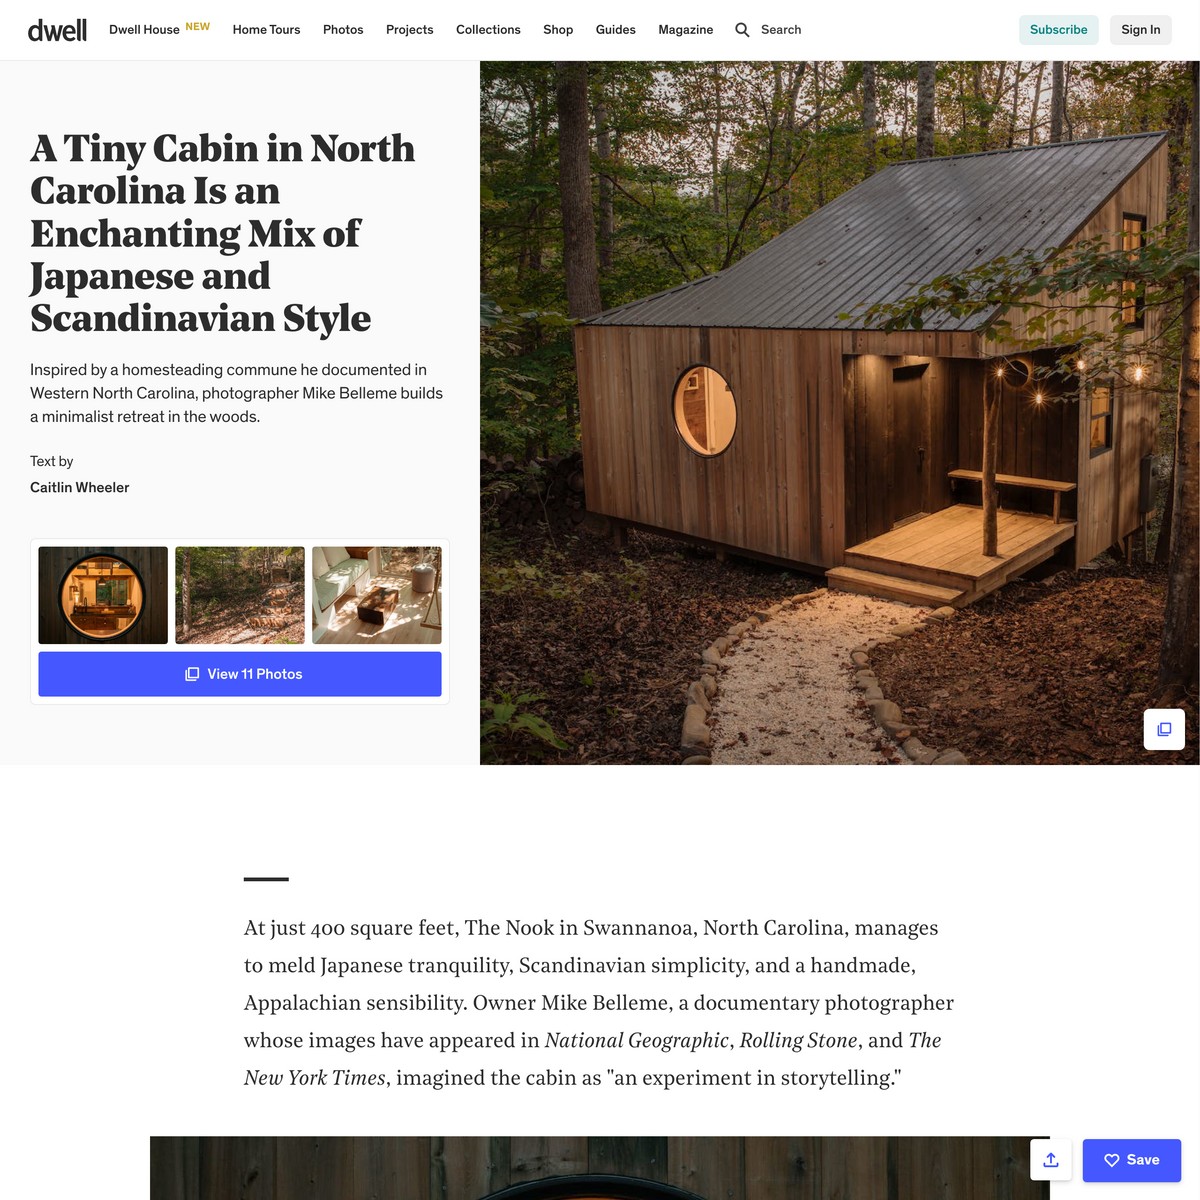 dwell
Dwell House NEW
Home Tours
Photos
Projects
Collections
Shop
Guides
Magazine
Search
Subscribe
Sign In
A Tiny Cabin in North
Carolina Is an
Enchanting Mix of
Japanese and
Scandinavian Style
Inspired by a homesteading commune he documented in
Western North Carolina, photographer Mike Belleme builds
a minimalist retreat in the woods.
Text by
Caitlin Wheeler
View 11 Photos
At just 400 square feet, The Nook in Swannanoa, North Carolina, manages
to meld Japanese tranquility, Scandinavian simplicity, and a handmade,
Appalachian sensibility. Owner Mike Belleme, a documentary photographer
whose images have appeared in National Geographic, Rolling Stone, and The
New York Times, imagined the cabin as "an experiment in storytelling."
Save